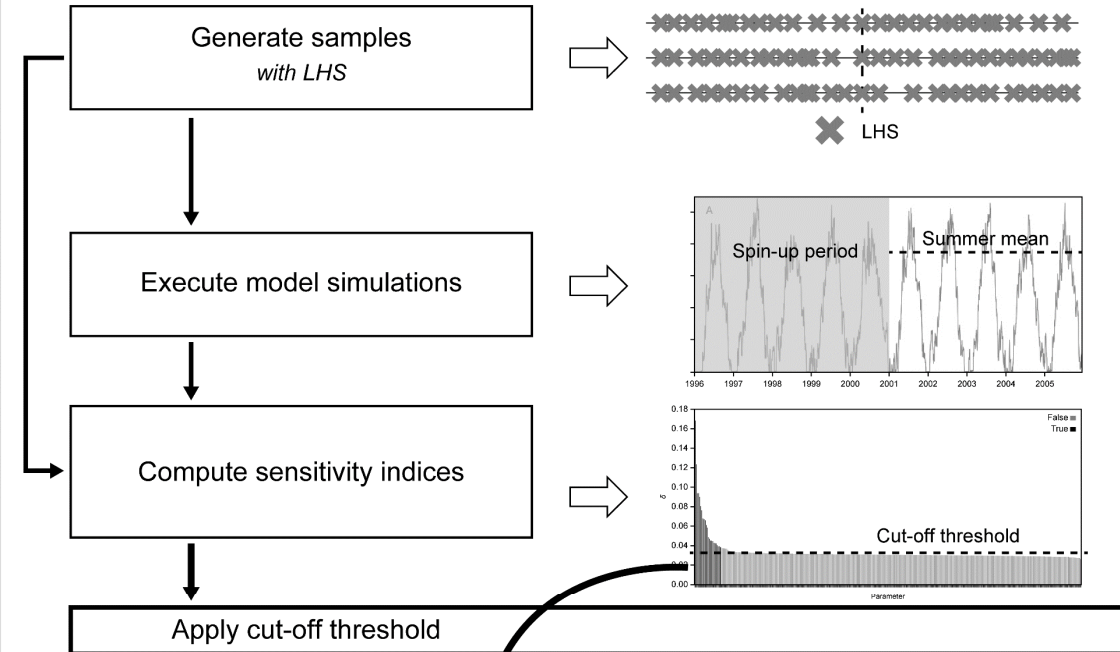 Generate samples
with LHS
LHS
Execute model simulations
A
Spin-up period
Summer mean
1996 1997 1998 1999 2000 2001 2002 2003 2004 2005
Compute sensitivity indices
0.18
0.16
0.14
0.12
0.10
0.08
0.06
0.04
0.02
0.00
δ
False
True
Cut-off threshold
Parameter
Apply cut-off threshold